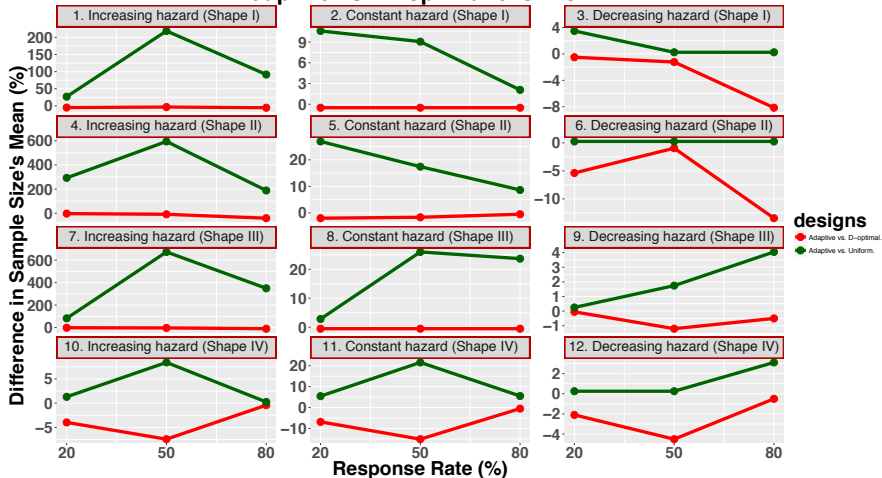 1. Increasing hazard (Shape I)
2. Constant hazard (Shape I)
3. Decreasing hazard (Shape I)
200
150
100
50
0
9
6
3
0
4
0
−4
−8
4. Increasing hazard (Shape II)
5. Constant hazard (Shape II)
6. Decreasing hazard (Shape II)
600
400
200
0
20
10
0
0
−5
−10
7. Increasing hazard (Shape III)
8. Constant hazard (Shape III)
9. Decreasing hazard (Shape III)
600
400
200
0
20
10
0
4
3
2
1
0
−1
10. Increasing hazard (Shape IV)
11. Constant hazard (Shape IV)
12. Decreasing hazard (Shape IV)
5
0
−5
20
10
0
−10
2
0
−2
−4
20 50 80
20 50 80
20 50 80
Difference in Sample Size's Mean (%)
Response Rate (%)
designs
Adaptive vs. D−optimal.
Adaptive vs. Uniform.